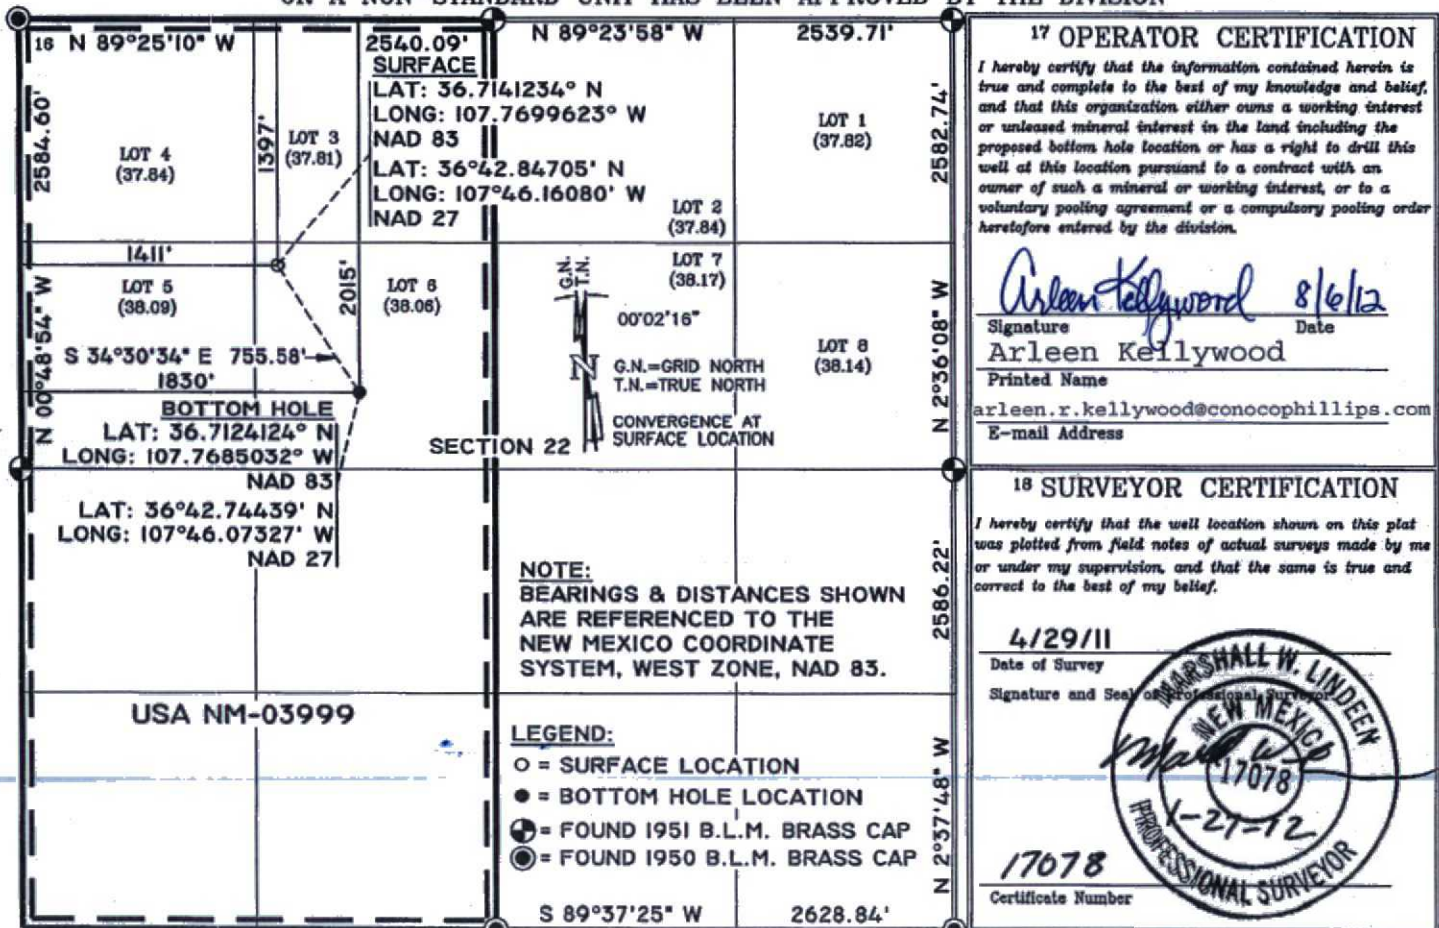 OR A NON-STANDARD UNIT HAS BEEN APPROVED BY THE DIVISION
16 N 89°25'10" W 2540.09'
N 89°23'58" W 2539.71'
SURFACE
LAT: 36.7141234° N
LONG: 107.7699623° W
NAD 83
LAT: 36°42.84705' N
LONG: 107°46.16080' W
NAD 27
2584.60'
1397'
LOT 4
(37.84)
LOT 3
(37.81)
LOT 1
(37.82)
2582.74'
LOT 2
(37.84)
1411'
LOT 5
(38.09)
2015'
LOT 6
(38.06)
LOT 7
(38.17)
G.N.
T.N.
00°02'16"
N
G.N.=GRID NORTH
T.N.=TRUE NORTH
CONVERGENCE AT
SURFACE LOCATION
LOT 8
(38.14)
N 2°36'08" W
N 00°48'54" W
S 34°30'34" E 755.58'
1830'
BOTTOM HOLE
LAT: 36.7124124° N
LONG: 107.7685032° W
NAD 83
LAT: 36°42.74439' N
LONG: 107°46.07327' W
NAD 27
SECTION 22
NOTE:
BEARINGS & DISTANCES SHOWN
ARE REFERENCED TO THE
NEW MEXICO COORDINATE
SYSTEM, WEST ZONE, NAD 83.
2586.22'
USA NM-03999
LEGEND:
○ = SURFACE LOCATION
● = BOTTOM HOLE LOCATION
= FOUND 1951 B.L.M. BRASS CAP
= FOUND 1950 B.L.M. BRASS CAP
N 2°37'48" W
S 89°37'25" W 2628.84'
17 OPERATOR CERTIFICATION
I hereby certify that the information contained herein is
true and complete to the best of my knowledge and belief,
and that this organization either owns a working interest
or unleased mineral interest in the land including the
proposed bottom hole location or has a right to drill this
well at this location pursuant to a contract with an
owner of such a mineral or working interest, or to a
voluntary pooling agreement or a compulsory pooling order
heretofore entered by the division.
Arleen Kellywood 8/6/12
Signature Date
Arleen Kellywood
Printed Name
arleen.r.kellywood@conocophillips.com
E-mail Address
18 SURVEYOR CERTIFICATION
I hereby certify that the well location shown on this plat
was plotted from field notes of actual surveys made by me
or under my supervision, and that the same is true and
correct to the best of my belief.
4/29/11
Date of Survey
Signature and Seal of Professional Surveyor
MARSHALL W. LINDEEN
NEW MEXICO
17078
1-27-12
PROFESSIONAL SURVEYOR
17078
Certificate Number